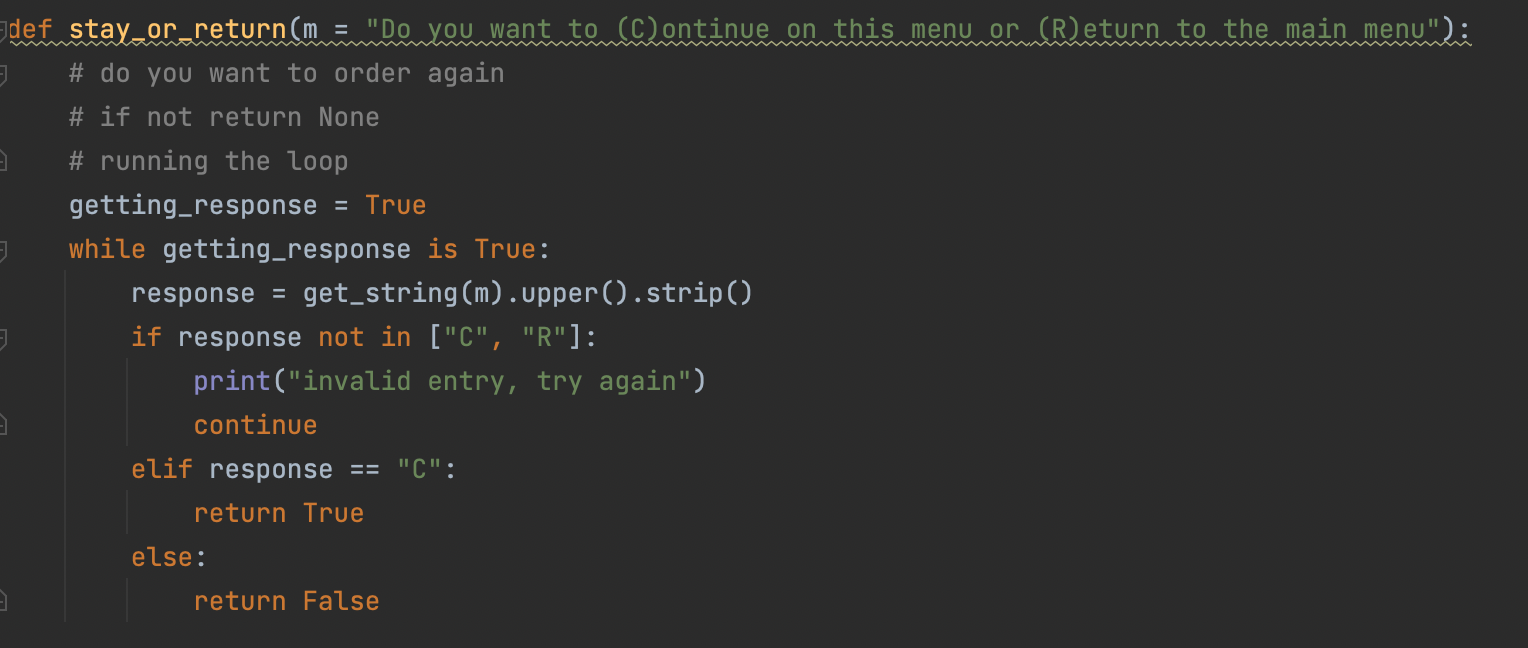 def stay_or_return(m = "Do you want to (C)ontinue on this menu or (R)eturn to the main menu"):
    # do you want to order again
    # if not return None
    # running the loop
    getting_response = True
    while getting_response is True:
        response = get_string(m).upper().strip()
        if response not in ["C", "R"]:
            print("invalid entry, try again")
            continue
        elif response == "C":
            return True
        else:
            return False